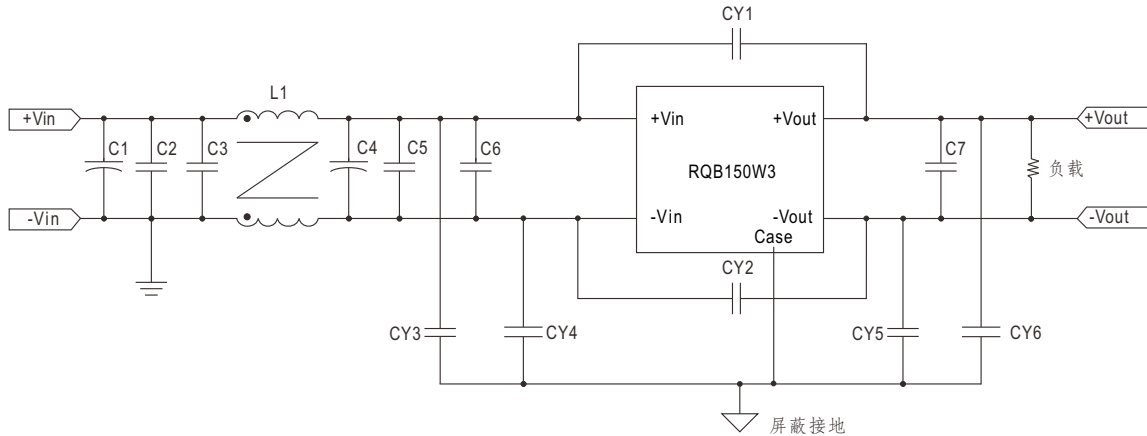 CY1
L1
+Vin
+Vin
+Vout
+Vout
C1
C2
C3
C4
C5
C6
C7
RQB150W3
负载
-Vin
-Vin
-Vout
-Vout
Case
CY2
CY3
CY4
CY5
CY6
屏蔽接地